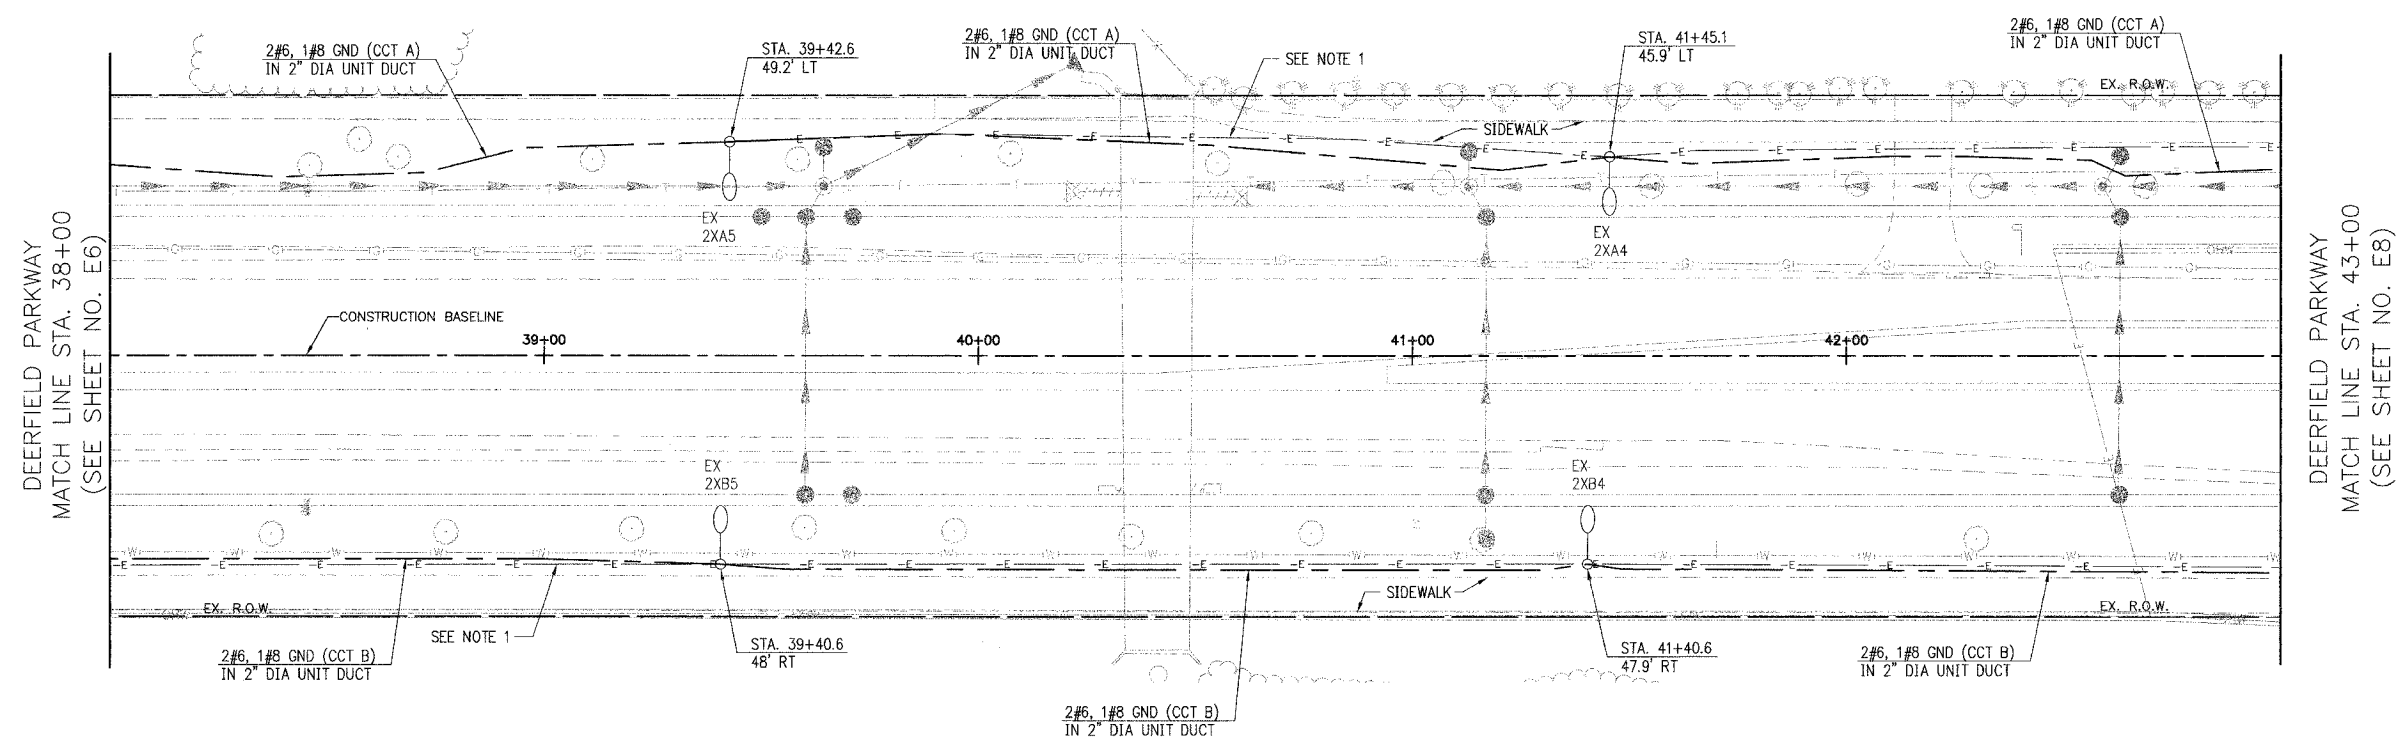 2#6, 1#8 GND (CCT A)
IN 2" DIA UNIT DUCT
STA. 39+42.6
49.2' LT
2#6, 1#8 GND (CCT A)
IN 2" DIA UNIT DUCT
SEE NOTE 1
STA. 41+45.1
45.9' LT
2#6, 1#8 GND (CCT A)
IN 2" DIA UNIT DUCT
EX. R.O.W.
SIDEWALK
EX
2XA5
EX
2XA4
DEERFIELD PARKWAY
MATCH LINE STA. 38+00
(SEE SHEET NO. E6)
CONSTRUCTION BASELINE
39+00
40+00
41+00
42+00
DEERFIELD PARKWAY
MATCH LINE STA. 43+00
(SEE SHEET NO. E8)
EX
2XB5
EX
2XB4
EX. R.O.W.
SIDEWALK
EX. R.O.W.
SEE NOTE 1
2#6, 1#8 GND (CCT B)
IN 2" DIA UNIT DUCT
STA. 39+40.6
48' RT
STA. 41+40.6
47.9' RT
2#6, 1#8 GND (CCT B)
IN 2" DIA UNIT DUCT
2#6, 1#8 GND (CCT B)
IN 2" DIA UNIT DUCT